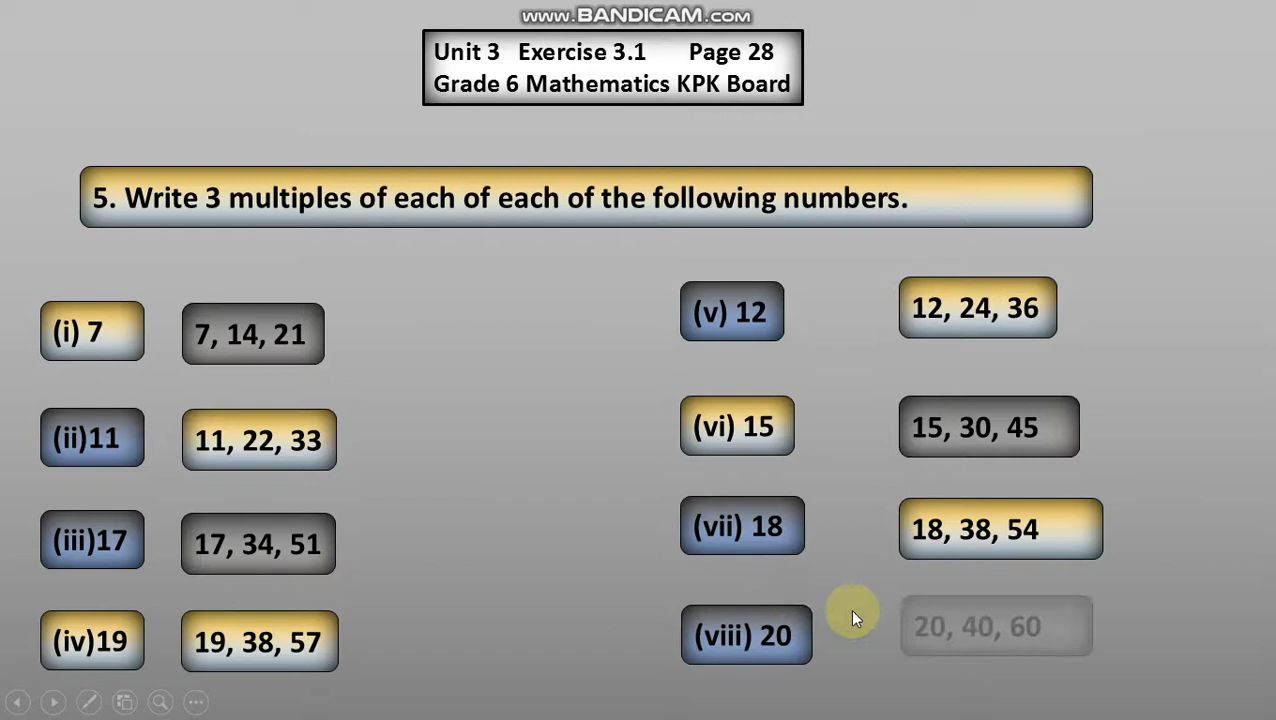 www.BANDICAM.com
Unit 3 Exercise 3.1 Page 28
Grade 6 Mathematics KPK Board
5. Write 3 multiples of each of each of the following numbers.
(i) 7
7, 14, 21
(ii)11
11, 22, 33
(iii)17
17, 34, 51
(iv)19
19, 38, 57
(v) 12
12, 24, 36
(vi) 15
15, 30, 45
(vii) 18
18, 38, 54
(viii) 20
20, 40, 60